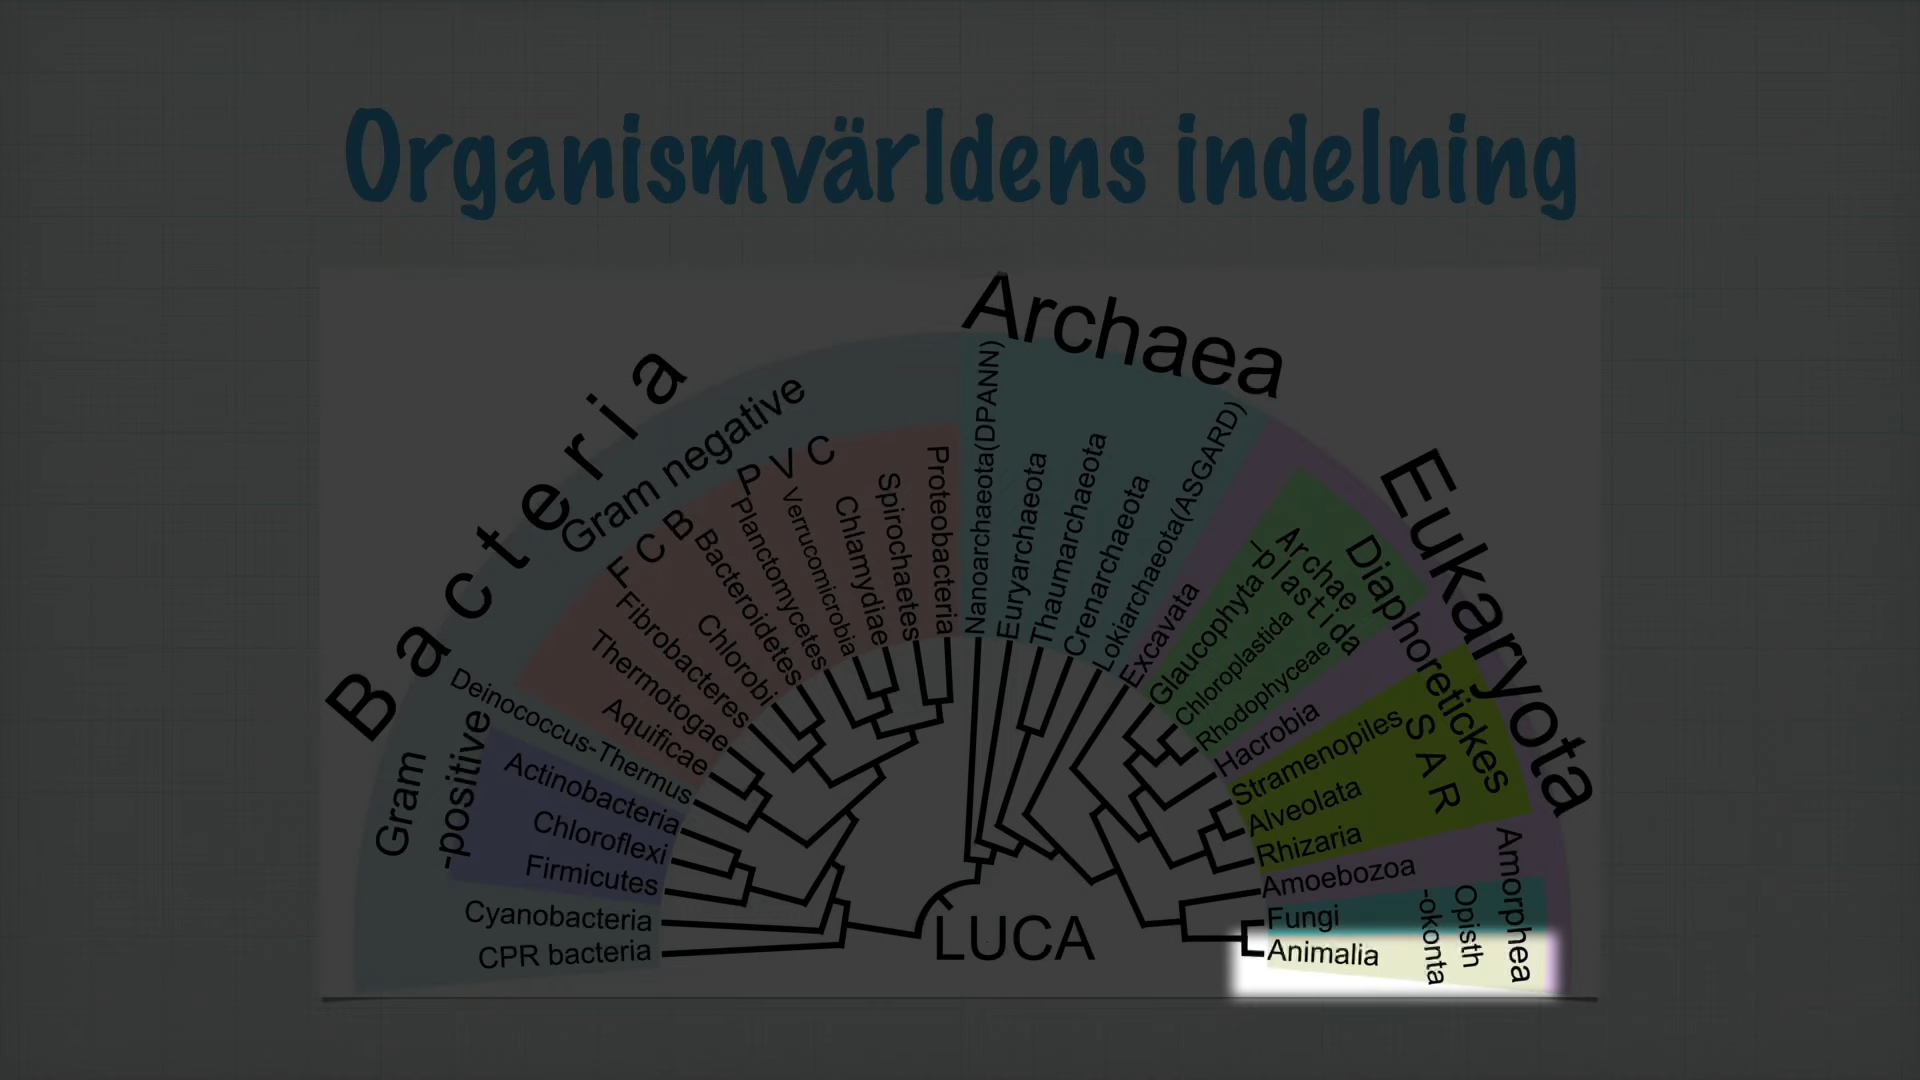 Organismvärldens indelning
Bacteria
Archaea
Eukaryota
Gram negative
Gram
-positive
F C B
P V C
CPR bacteria
Cyanobacteria
Firmicutes
Chloroflexi
Actinobacteria
Deinococcus-Thermus
Aquificae
Thermotogae
Fibrobacteres
Chlorobi
Bacteroidetes
Planctomycetes
Verrucomicrobia
Chlamydiae
Spirochaetes
Proteobacteria
Nanoarchaeota(DPANN)
Euryarchaeota
Thaumarchaeota
Crenarchaeota
Lokiarchaeota(ASGARD)
Excavata
Archae
-plastida
Glaucophyta
Chloroplastida
Rhodophyceae
Diaphoretickes
Hacrobia
S A R
Stramenopiles
Alveolata
Rhizaria
Amorphea
Amoebozoa
Opisth
-okonta
Fungi
Animalia
LUCA